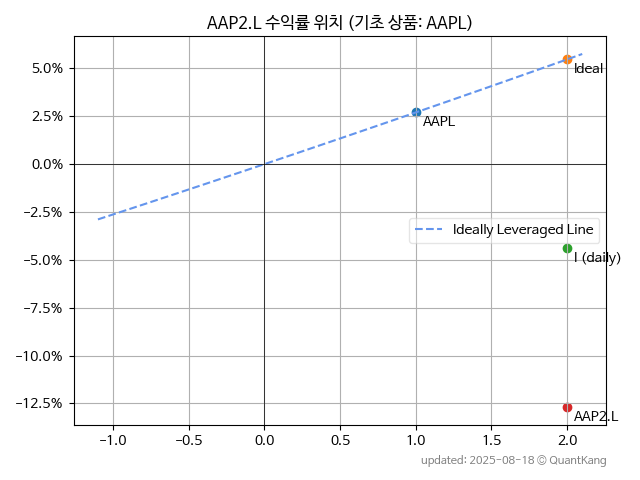 AAP2.L 수익률 위치 (기초 상품: AAPL)
5.0%
2.5%
0.0%
−2.5%
−5.0%
−7.5%
−10.0%
−12.5%
Ideal
AAPL
Ideally Leveraged Line
I (daily)
AAP2.L
−1.0 −0.5 0.0 0.5 1.0 1.5 2.0
updated: 2025-08-18 © QuantKang